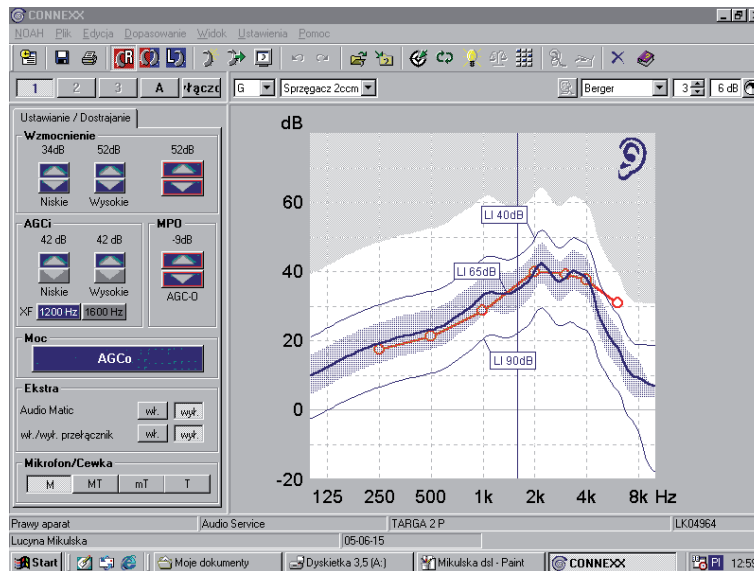 CONNEXX
NOAH Plik Edycja Dopasowanie Widok Ustawienia Pomoc
1 2 3 A łącz
G Sprzęgacz 2ccm Berger 3 6 dB
Ustawianie / Dostrajanie
Wzmocnienie
34dB 52dB 52dB
Niskie Wysokie
AGCi MPO
42 dB 42 dB -9dB
Niskie Wysokie AGC-O
XF 1200 Hz 1600 Hz
Moc
AGCo
Ekstra
Audio Matic wł. wył.
wł./wył. przełącznik wł. wył.
Mikrofon/Cewka
M MT mT T
dB
60
40
20
0
-20
LI 40dB
LI 65dB
LI 90dB
125 250 500 1k 2k 4k 8k Hz
Prawy aparat Audio Service TARGA 2 P LK04964
Lucyna Mikulska 05-06-15
Start Moje dokumenty Dyskietka 3,5 (A:) Mikulska dsl - Paint CONNEXX Pl